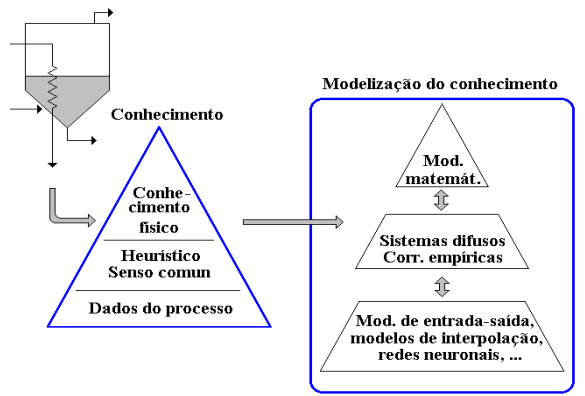 Modelização do conhecimento
Conhecimento
Conhe-
cimento
físico
Heurístico
Senso comun
Dados do processo
Mod.
matemát.
Sistemas difusos
Corr. empíricas
Mod. de entrada-saída,
modelos de interpolação,
redes neuronais, ...